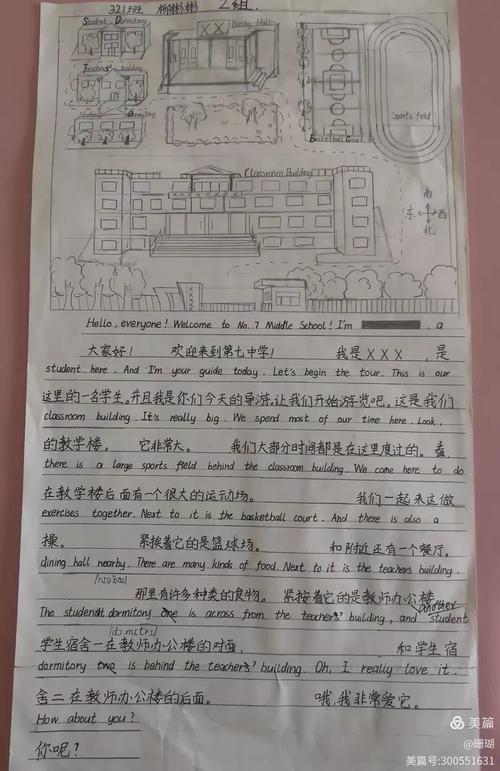 321班 柳彬彬 2组.
Student Dormitory
Dining Hall
Teachers' building
Student Dormitory
Basketball Court
Sports field
Classroom Building
南
东 西
北
Hello, everyone! Welcome to No. 7 Middle School! I'm , a
大家好! 欢迎来到第七中学! 我是XXX, 是
student here. And I'm your guide today. Let's begin the tour. This is our
这里的一名学生。并且我是你们今天的导游。让我们开始游览吧。这是我们
classroom building. It's really big. We spend most of our time here. Look,
的教学楼。 它非常大。 我们大部分时间都是在这里度过的。看,
there is a large sports field behind the classroom building. We come here to do
在教学楼后面有一个很大的运动场。 我们一起来这做
exercises together. Next to it is the basketball court. And there is also a
操。 紧挨着它的是篮球场。 和附近还有一个餐厅。
dining hall nearby. There are many kinds of food. Next to it is the teachers building.
那里有许多种类的食物。 紧接着它的是教师办公楼
The student dormitory one is across from the teachers' building, and another student
学生宿舍一在教师办公楼的对面, 和学生宿
dormitory two is behind the teachers' building. Oh, I really love it.
舍二在教师办公楼的后面。 哦,我非常爱它。
How about you?
你呢?
美篇
@珊瑚
美篇号:300551631